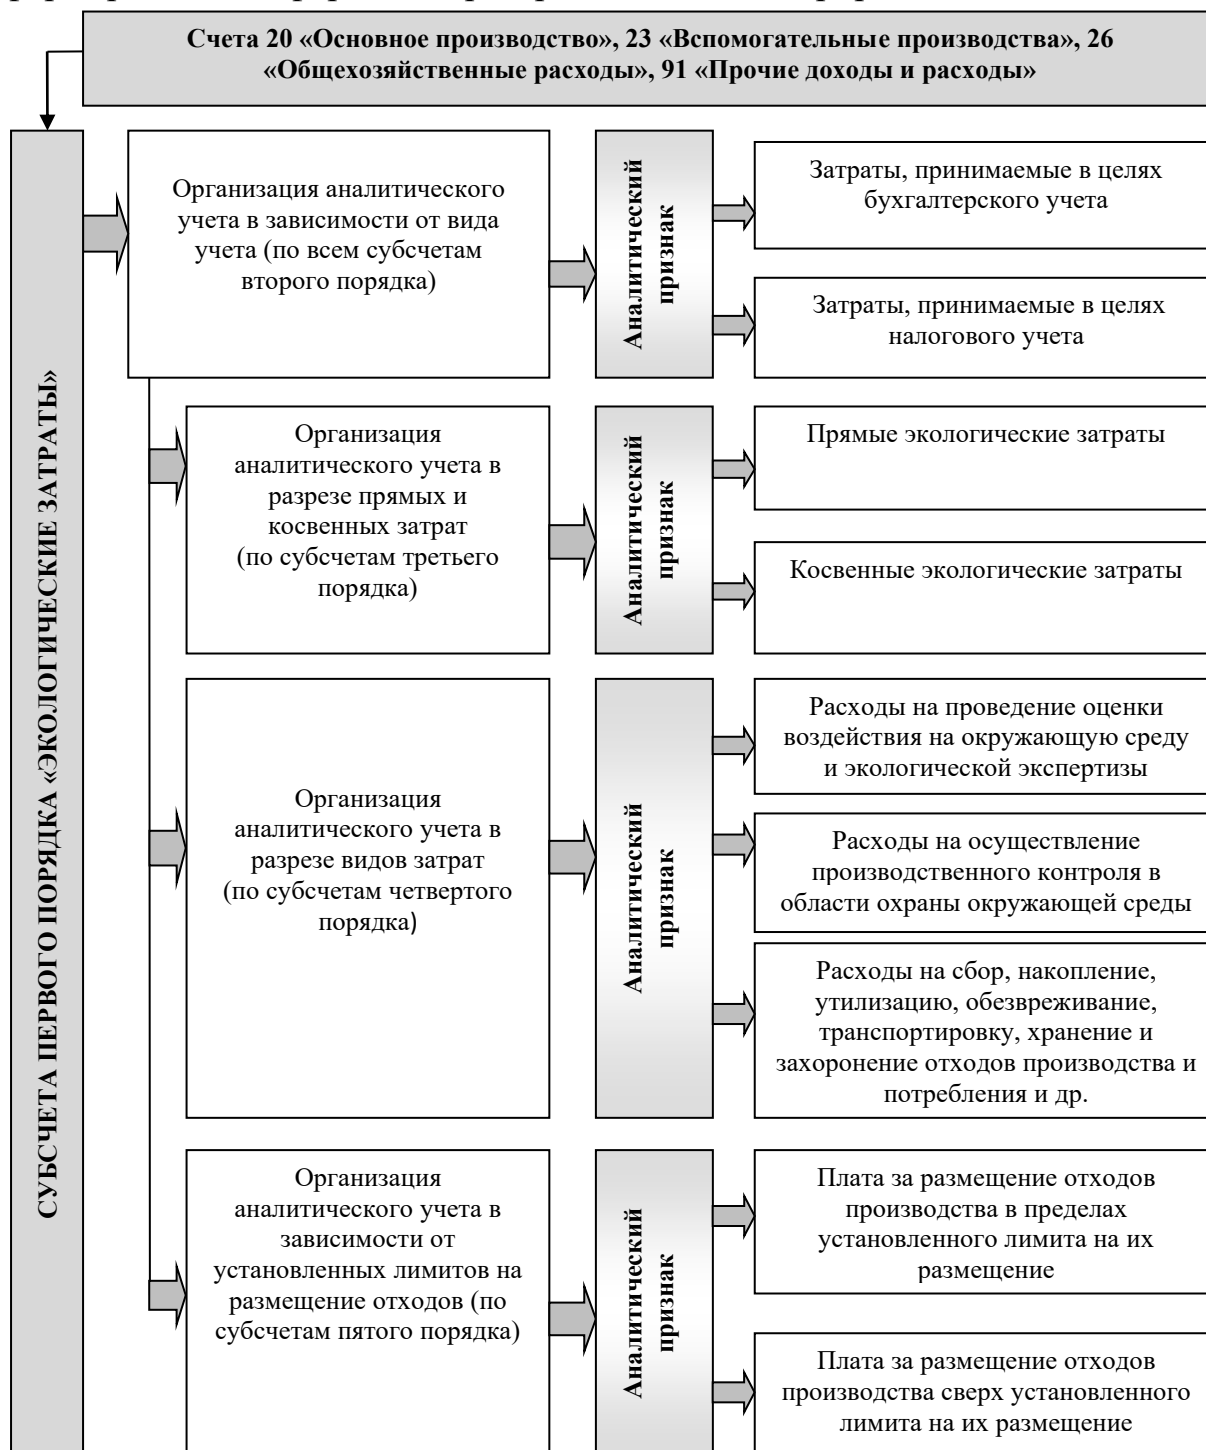 Счета 20 «Основное производство», 23 «Вспомогательные производства», 26
«Общехозяйственные расходы», 91 «Прочие доходы и расходы»
СУБСЧЕТА ПЕРВОГО ПОРЯДКА «ЭКОЛОГИЧЕСКИЕ ЗАТРАТЫ»
Организация аналитического
учета в зависимости от вида
учета (по всем субсчетам
второго порядка)
Аналитический
признак
Затраты, принимаемые в целях
бухгалтерского учета
Затраты, принимаемые в целях
налогового учета
Организация
аналитического учета в
разрезе прямых и
косвенных затрат
(по субсчетам третьего
порядка)
Аналитический
признак
Прямые экологические затраты
Косвенные экологические затраты
Организация
аналитического учета в
разрезе видов затрат
(по субсчетам четвертого
порядка)
Аналитический
признак
Расходы на проведение оценки
воздействия на окружающую среду
и экологической экспертизы
Расходы на осуществление
производственного контроля в
области охраны окружающей среды
Расходы на сбор, накопление,
утилизацию, обезвреживание,
транспортировку, хранение и
захоронение отходов производства и
потребления и др.
Организация
аналитического учета в
зависимости от
установленных лимитов на
размещение отходов (по
субсчетам пятого порядка)
Аналитический
признак
Плата за размещение отходов
производства в пределах
установленного лимита на их
размещение
Плата за размещение отходов
производства сверх установленного
лимита на их размещение